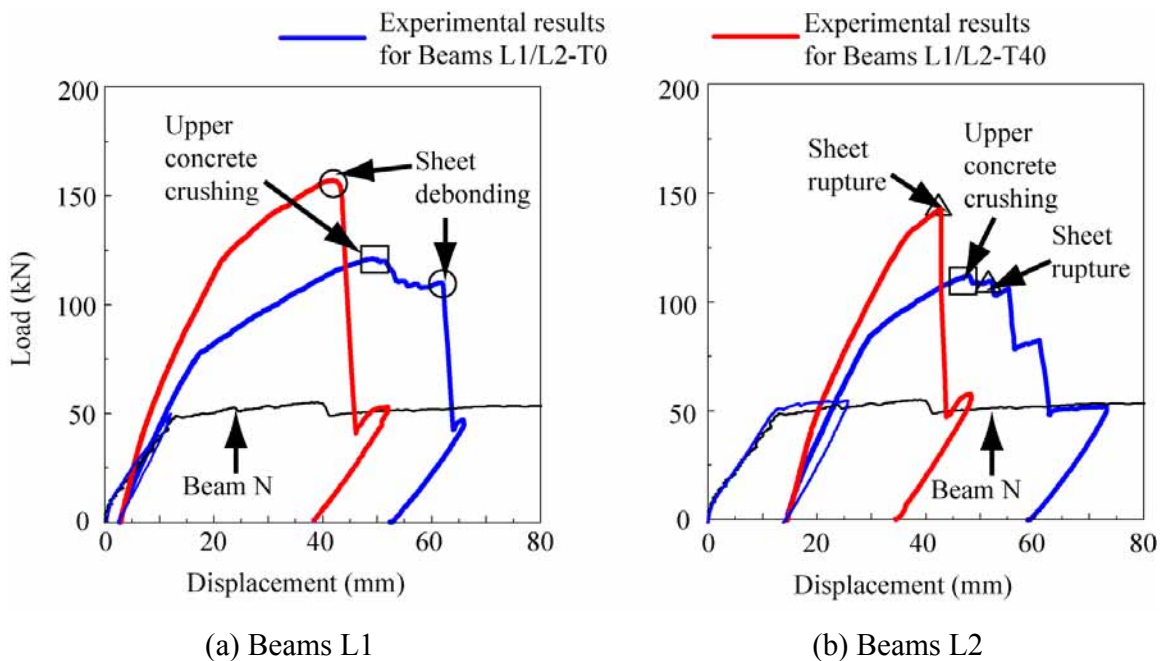 Experimental results
for Beams L1/L2-T0
Experimental results
for Beams L1/L2-T40
200
150
100
50
0
Load (kN)
Upper
concrete
crushing
Sheet
debonding
Beam N
0
20
40
60
80
Displacement (mm)
(a) Beams L1
200
150
100
50
0
Sheet
rupture
Upper
concrete
crushing
Sheet
rupture
Beam N
0
20
40
60
80
Displacement (mm)
(b) Beams L2